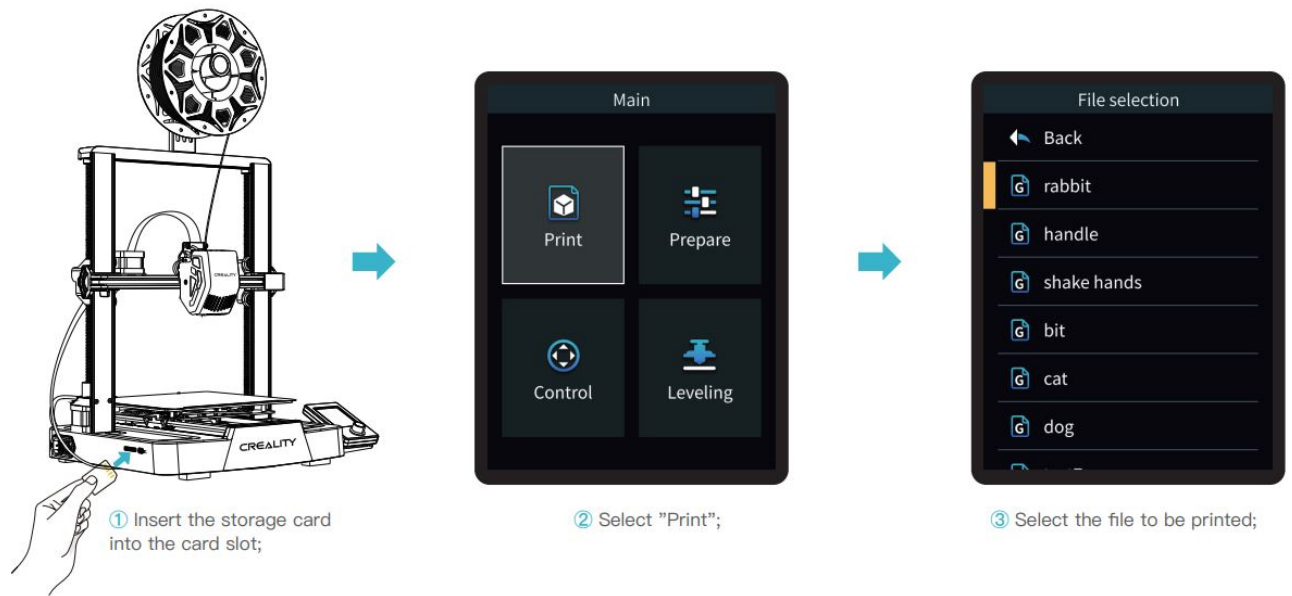 CREALITY
CREALITY
① Insert the storage card
into the card slot;
Main
Print
Prepare
Control
Leveling
② Select ”Print”;
File selection
Back
G rabbit
G handle
G shake hands
G bit
G cat
G dog
③ Select the file to be printed;